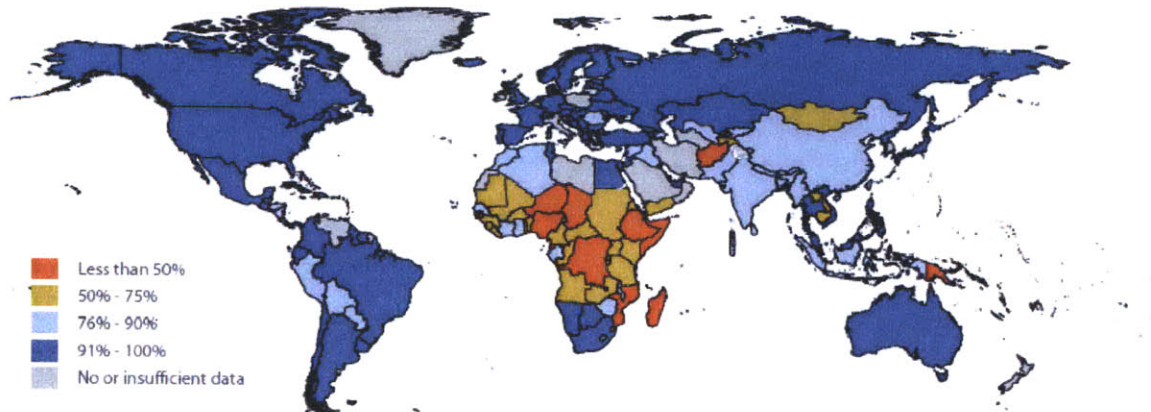 Less than 50%
50% - 75%
76% - 90%
91% - 100%
No or insufficient data